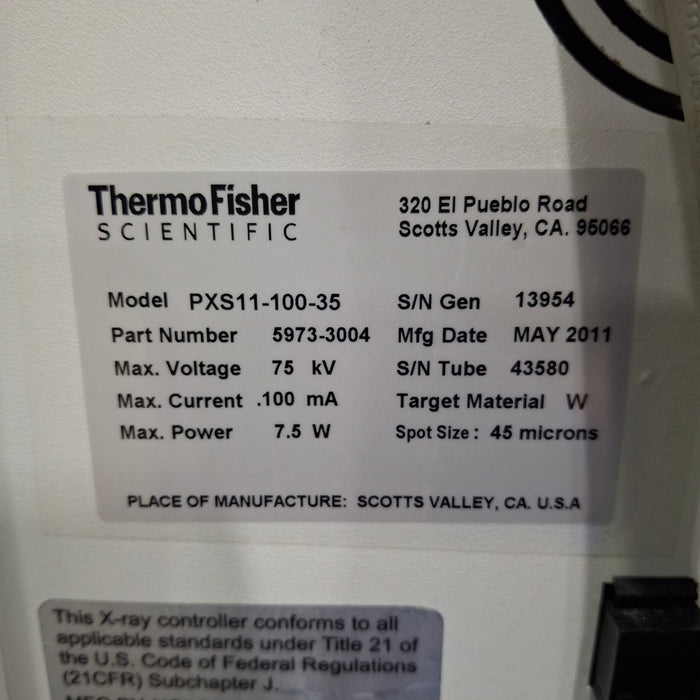 ThermoFisher
SCIENTIFIC
320 El Pueblo Road
Scotts Valley, CA. 95066
Model PXS11-100-35
Part Number 5973-3004
Max. Voltage 75 kV
Max. Current .100 mA
Max. Power 7.5 W
S/N Gen 13954
Mfg Date MAY 2011
S/N Tube 43580
Target Material W
Spot Size: 45 microns
PLACE OF MANUFACTURE: SCOTTS VALLEY, CA. U.S.A
This X-ray controller conforms to all
applicable standards under Title 21 of
the U.S. Code of Federal Regulations
(21CFR) Subchapter J.